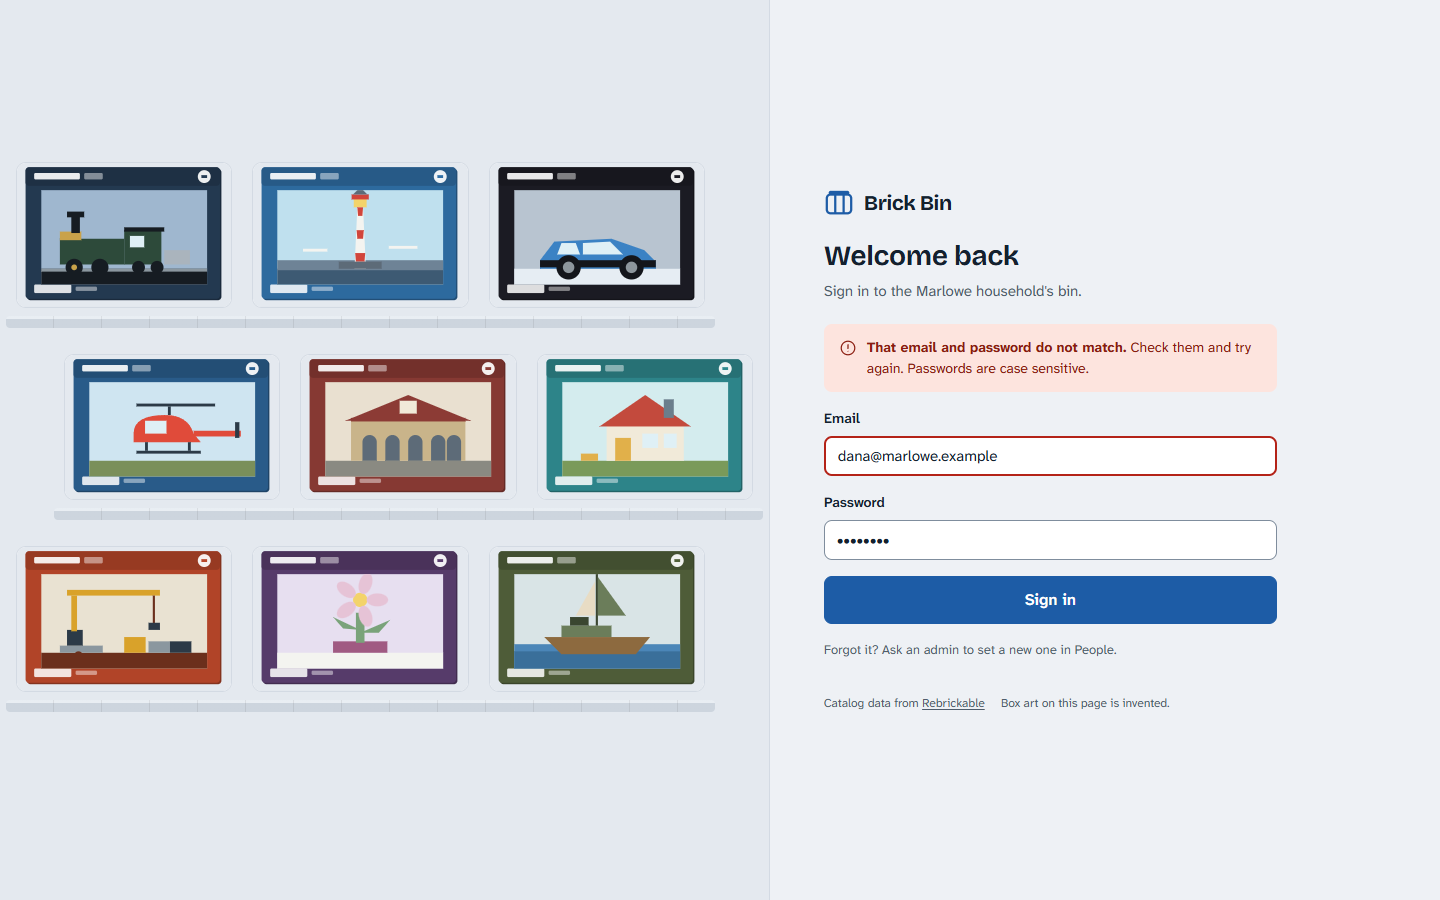 Brick Bin
Welcome back
Sign in to the Marlowe household's bin.
That email and password do not match. Check them and try
again. Passwords are case sensitive.
Email
dana@marlowe.example
Password
••••••••
Sign in
Forgot it? Ask an admin to set a new one in People.
Catalog data from Rebrickable Box art on this page is invented.